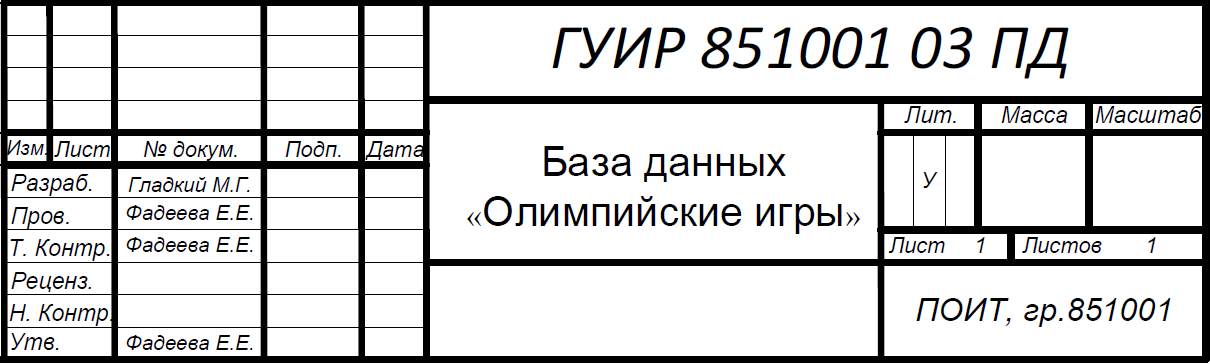 ГУИР 851001 03 ПД
Изм. Лист № докум. Подп. Дата
Разраб. Гладкий М.Г.
Пров. Фадеева Е.Е.
Т. Контр. Фадеева Е.Е.
Реценз.
Н. Контр.
Утв. Фадеева Е.Е.
База данных
«Олимпийские игры»
Лит. Масса Масштаб
У
Лист 1 Листов 1
ПОИТ, гр.851001